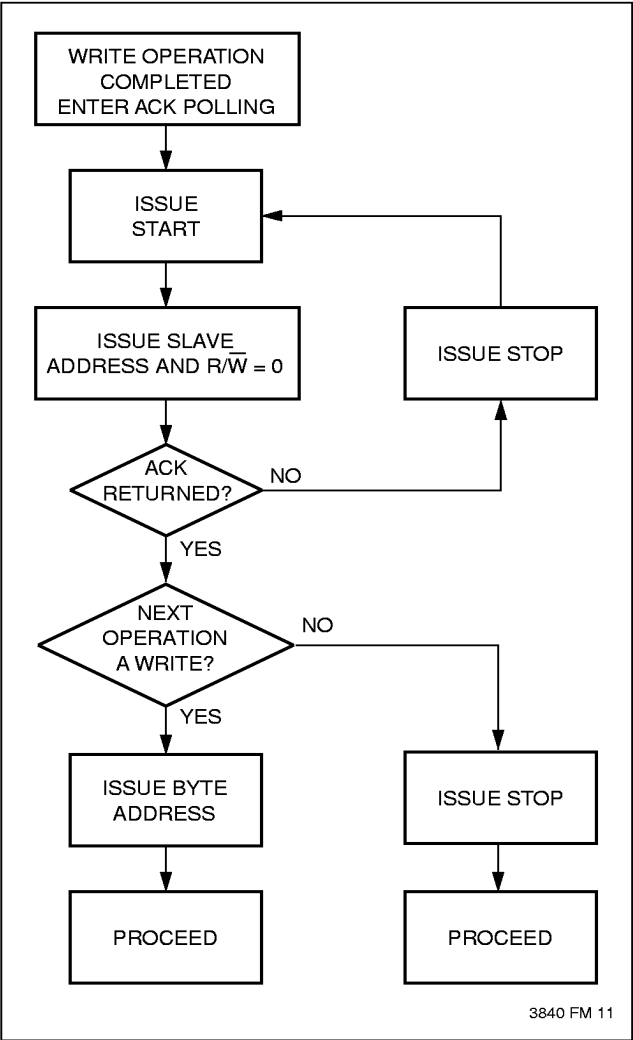 WRITE OPERATION
COMPLETED
ENTER ACK POLLING
ISSUE
START
ISSUE SLAVE
ADDRESS AND R/W̅ = 0
ISSUE STOP
ACK
RETURNED?
NO
YES
NEXT
OPERATION
A WRITE?
NO
YES
ISSUE BYTE
ADDRESS
ISSUE STOP
PROCEED
PROCEED
3840 FM 11